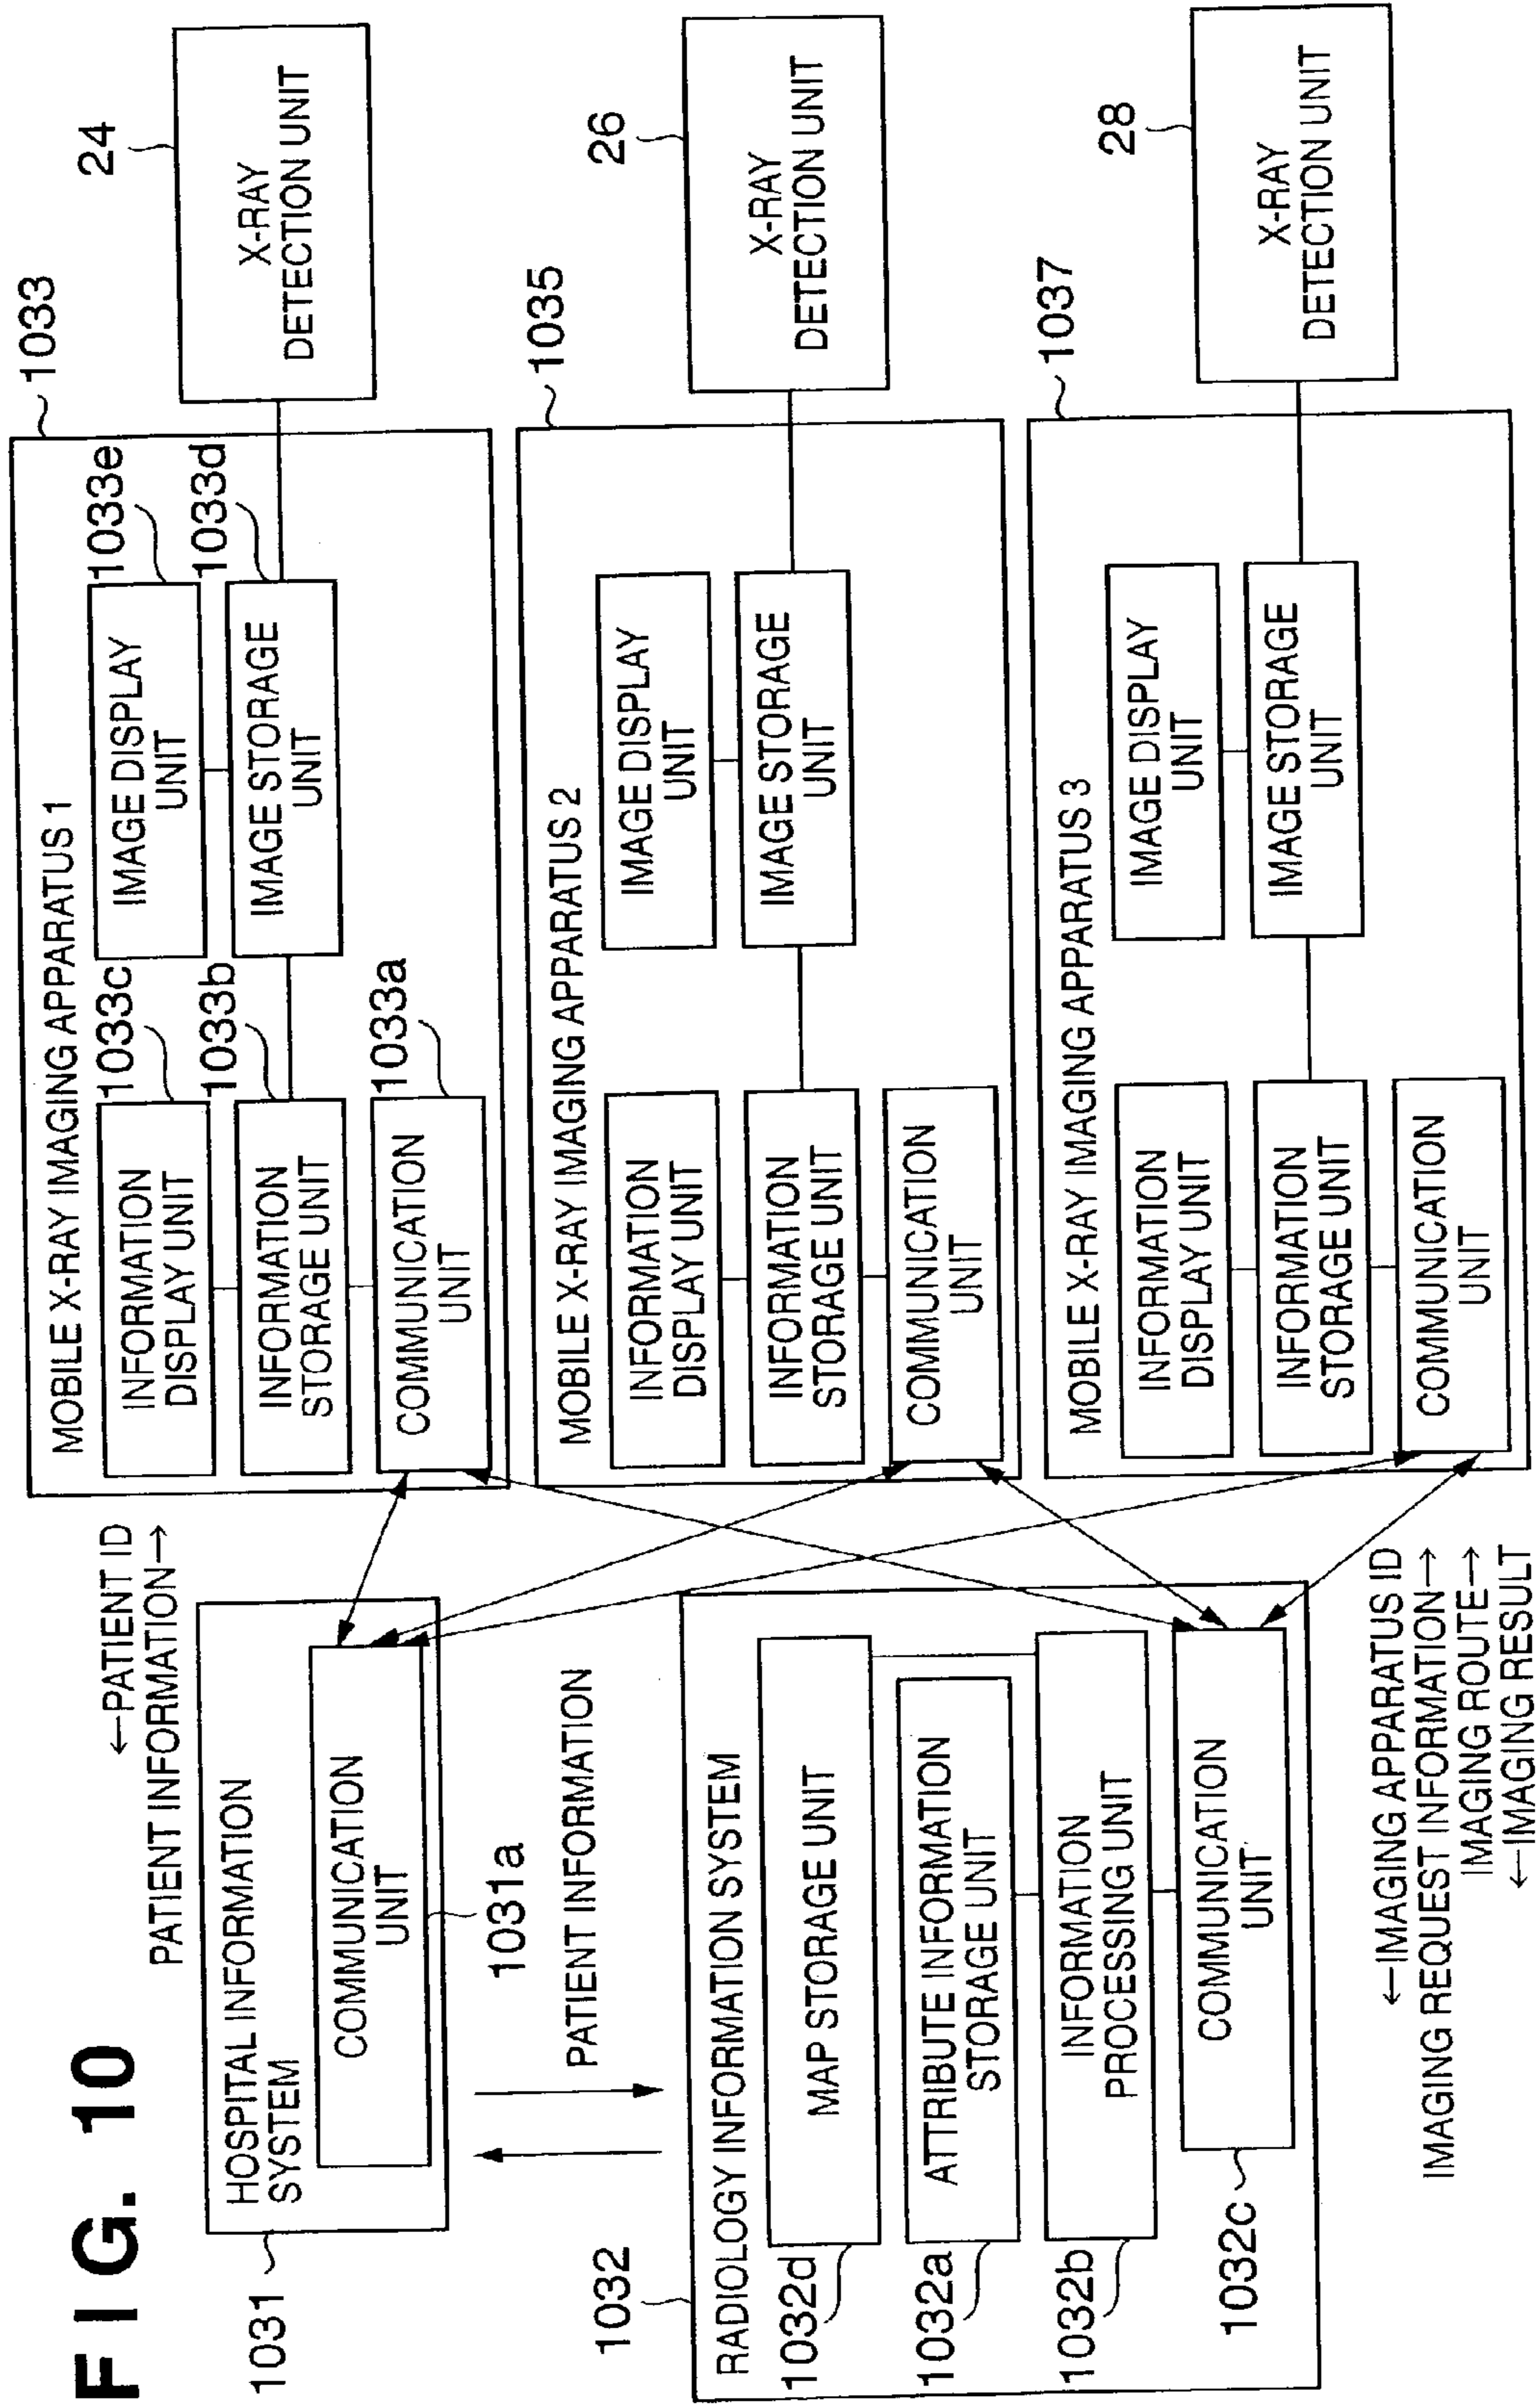 FIG. 10
1031
HOSPITAL INFORMATION
SYSTEM
COMMUNICATION
UNIT
1031a
←PATIENT ID
PATIENT INFORMATION→
PATIENT INFORMATION
1032
RADIOLOGY INFORMATION SYSTEM
1032d
MAP STORAGE UNIT
1032a
ATTRIBUTE INFORMATION
STORAGE UNIT
1032b
INFORMATION
PROCESSING UNIT
1032c
COMMUNICATION
UNIT
←IMAGING APPARATUS ID
IMAGING REQUEST INFORMATION→
IMAGING ROUTE→
←IMAGING RESULT
1033
MOBILE X-RAY IMAGING APPARATUS 1
1033c
INFORMATION
DISPLAY UNIT
1033b
INFORMATION
STORAGE UNIT
1033a
COMMUNICATION
UNIT
1033e
IMAGE DISPLAY
UNIT
1033d
IMAGE STORAGE
UNIT
24
X-RAY
DETECTION UNIT
1035
MOBILE X-RAY IMAGING APPARATUS 2
INFORMATION
DISPLAY UNIT
INFORMATION
STORAGE UNIT
COMMUNICATION
UNIT
IMAGE DISPLAY
UNIT
IMAGE STORAGE
UNIT
26
X-RAY
DETECTION UNIT
1037
MOBILE X-RAY IMAGING APPARATUS 3
INFORMATION
DISPLAY UNIT
INFORMATION
STORAGE UNIT
COMMUNICATION
UNIT
IMAGE DISPLAY
UNIT
IMAGE STORAGE
UNIT
28
X-RAY
DETECTION UNIT